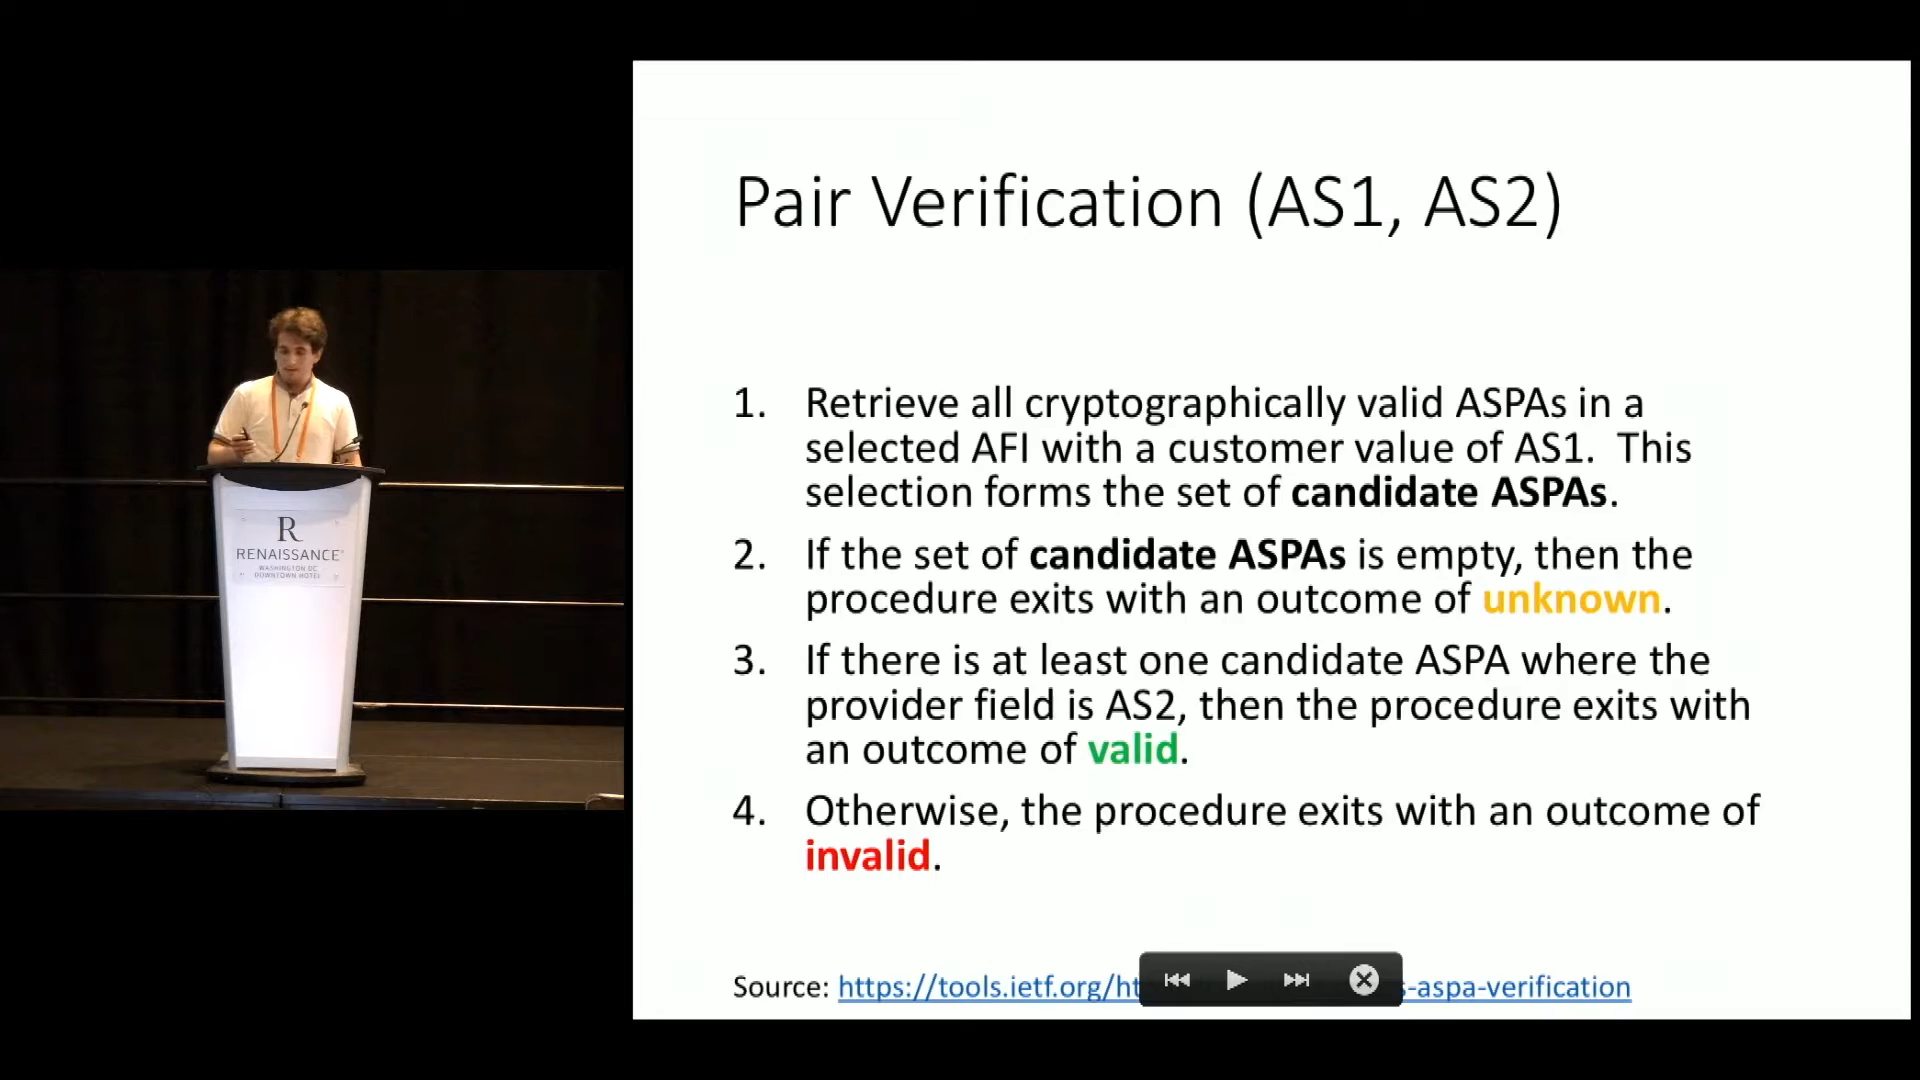 Pair Verification (AS1, AS2)
1. Retrieve all cryptographically valid ASPAs in a
selected AFI with a customer value of AS1. This
selection forms the set of candidate ASPAs.
2. If the set of candidate ASPAs is empty, then the
procedure exits with an outcome of unknown.
3. If there is at least one candidate ASPA where the
provider field is AS2, then the procedure exits with
an outcome of valid.
4. Otherwise, the procedure exits with an outcome of
invalid.
Source: https://tools.ietf.org/ht s-aspa-verification
R
RENAISSANCE
WASHINGTON DC
DOWNTOWN HOTEL